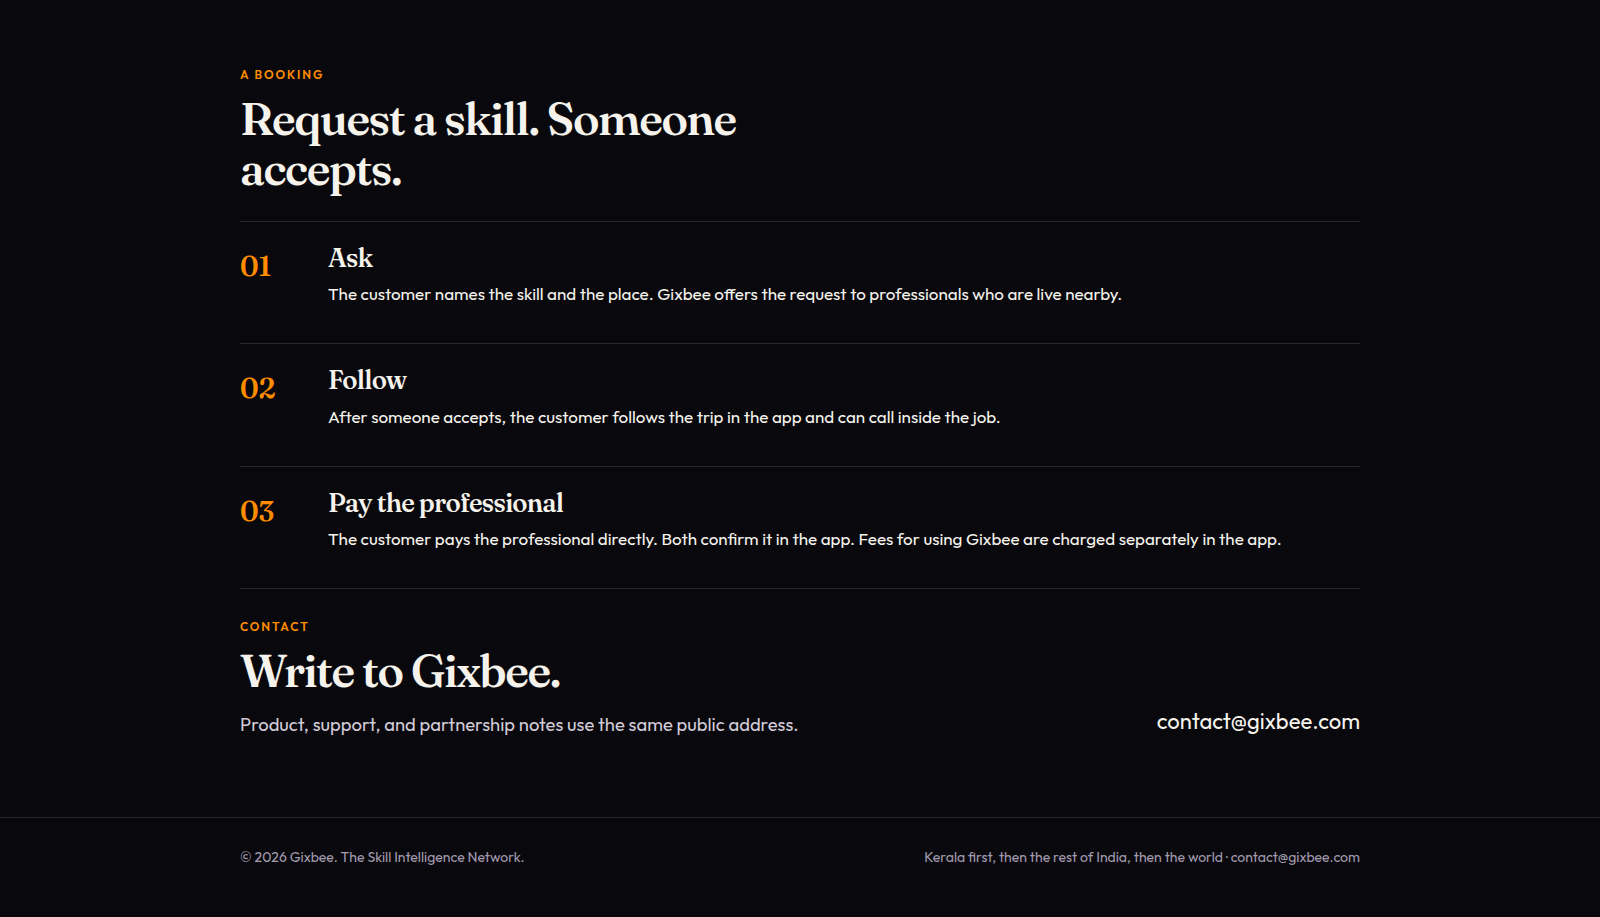 A BOOKING
Request a skill. Someone
accepts.
01
Ask
The customer names the skill and the place. Gixbee offers the request to professionals who are live nearby.
02
Follow
After someone accepts, the customer follows the trip in the app and can call inside the job.
03
Pay the professional
The customer pays the professional directly. Both confirm it in the app. Fees for using Gixbee are charged separately in the app.
CONTACT
Write to Gixbee.
Product, support, and partnership notes use the same public address.
contact@gixbee.com
© 2026 Gixbee. The Skill Intelligence Network.
Kerala first, then the rest of India, then the world · contact@gixbee.com